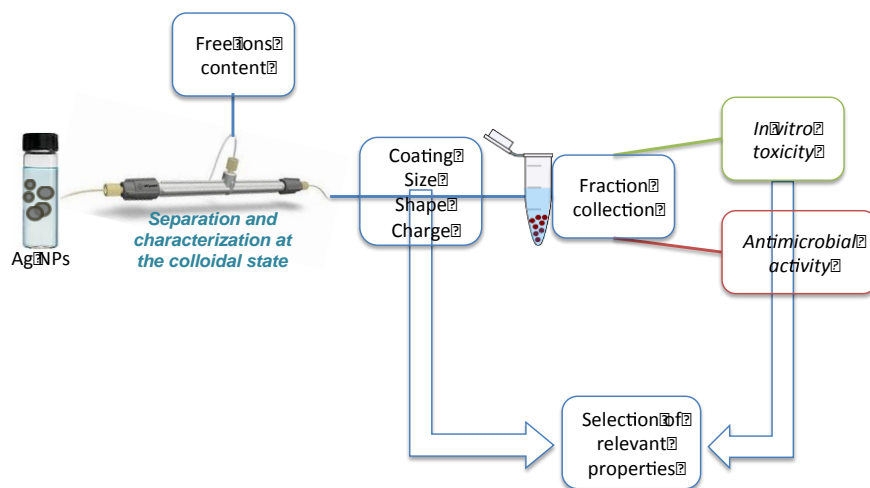 Free ions
content
Coating
Size
Shape
Charge
Fraction
collection
In vitro
toxicity
Antimicrobial
activity
Separation and
characterization at
the colloidal state
Ag NPs
Selection of
relevant
properties